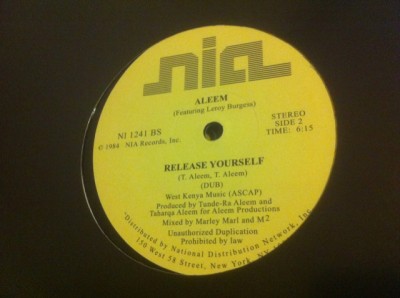 nia
ALEEM
(Featuring Leroy Burgess)
NI 1241 BS
℗ 1984 NIA Records, Inc.
STEREO
SIDE 2
TIME: 6:15
RELEASE YOURSELF
(T. Aleem, T. Aleem)
(DUB)
West Kenya Music (ASCAP)
Produced by Tunde-Ra Aleem and
Taharqa Aleem for Aleem Productions
Mixed by Marley Marl and M2
Unauthorized Duplication
Prohibited by law
"Distributed by National Distribution Network, Inc
150 West 58 Street, New York, NY